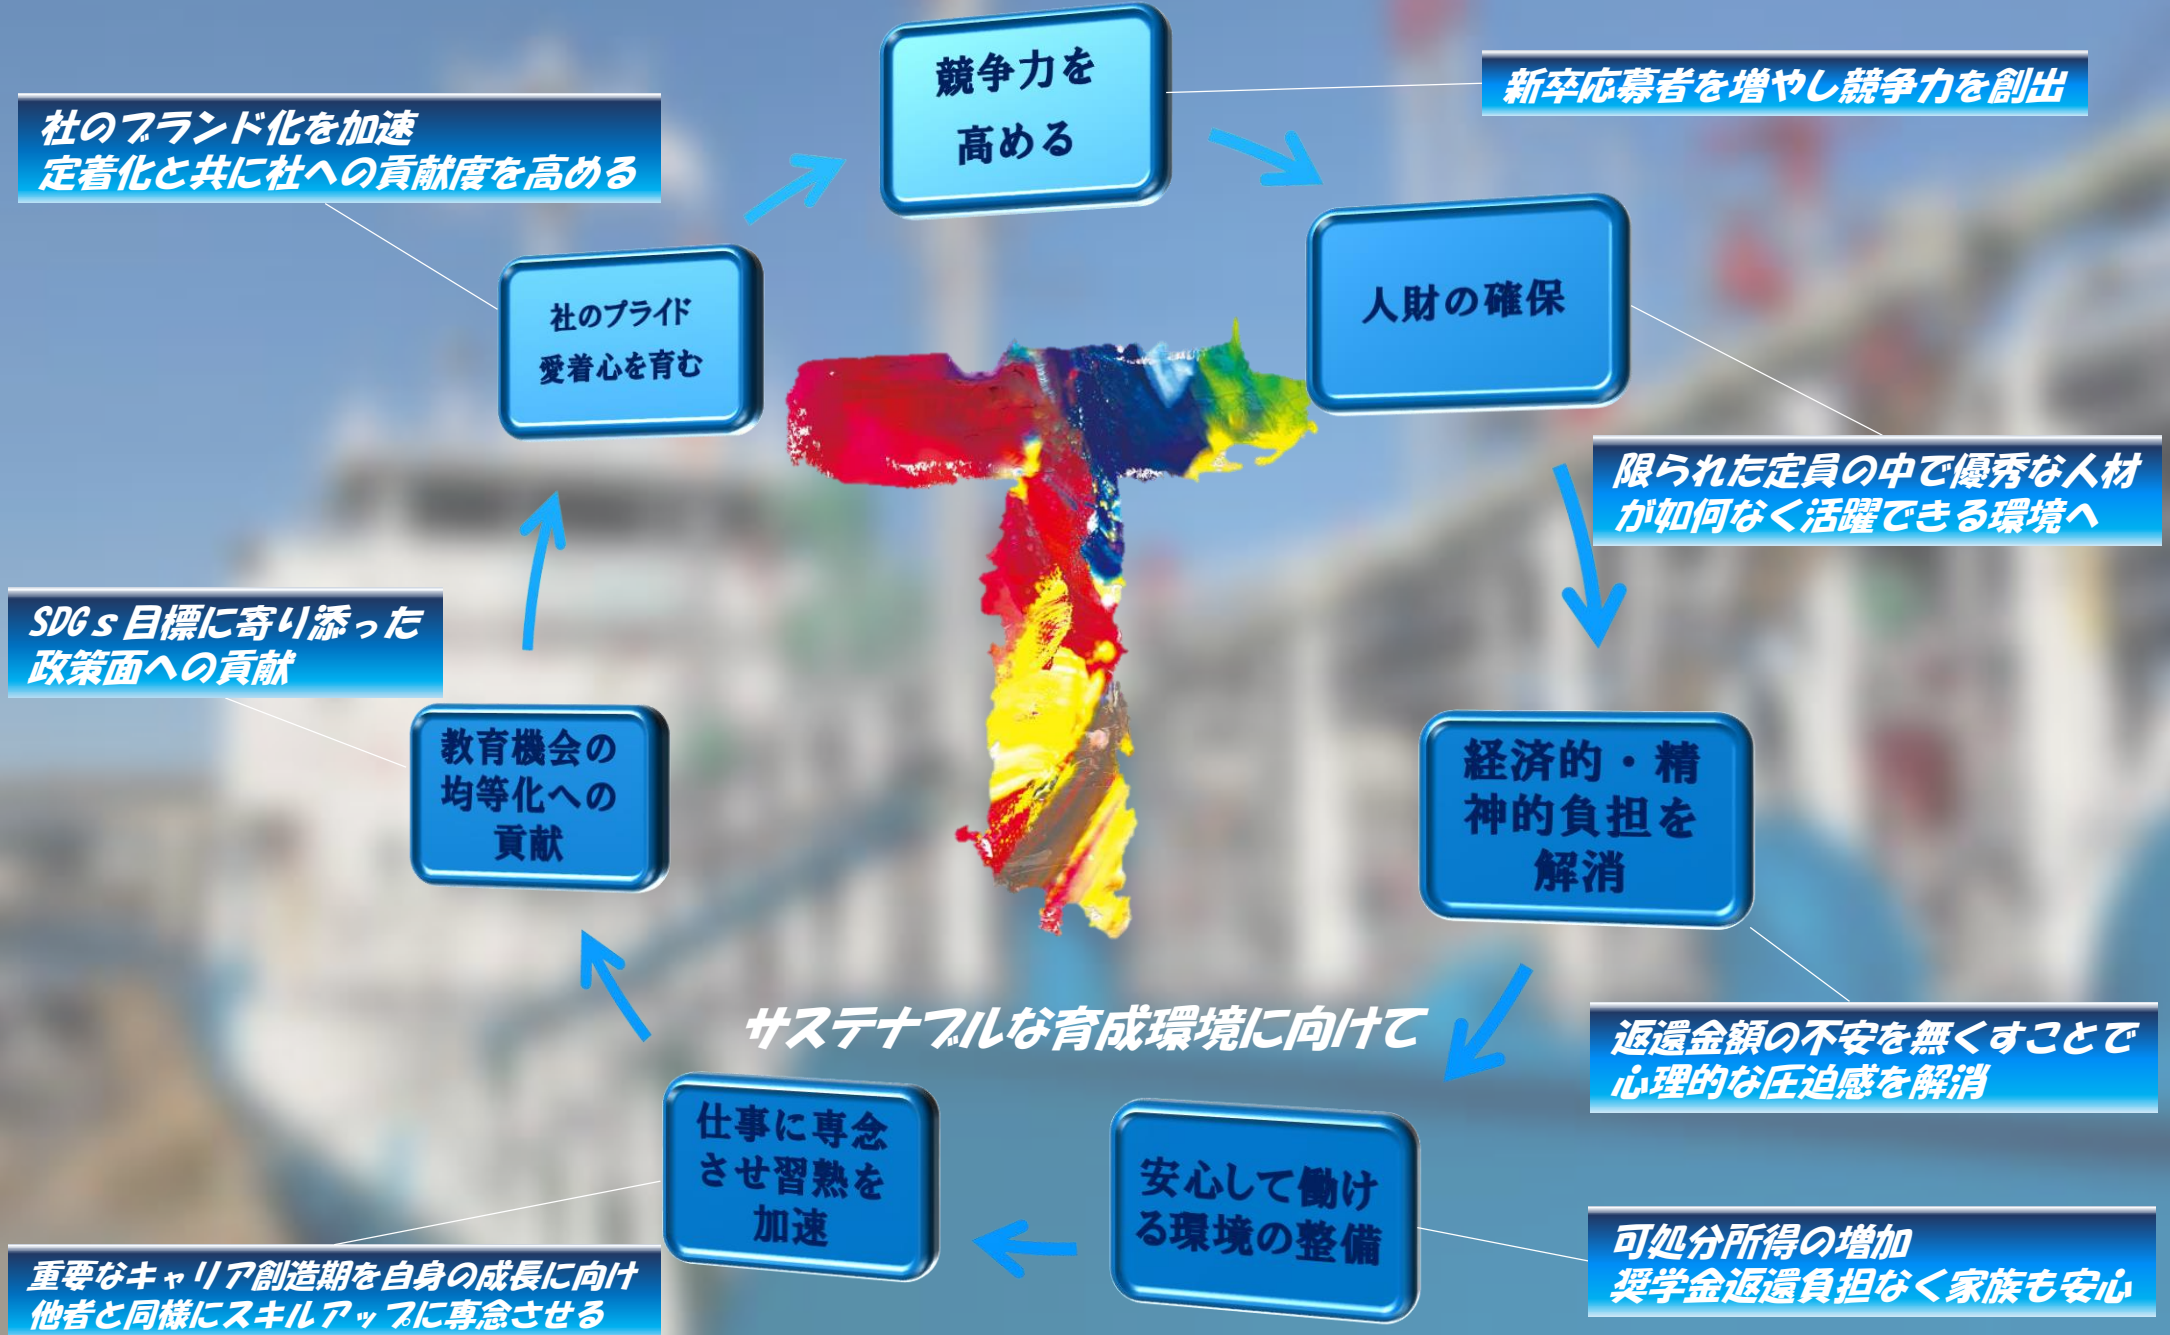 競争力を
高める
新卒応募者を増やし競争力を創出
人財の確保
限られた定員の中で優秀な人材
が如何なく活躍できる環境へ
経済的・精
神的負担を
解消
返還金額の不安を無くすことで
心理的な圧迫感を解消
安心して働け
る環境の整備
可処分所得の増加
奨学金返還負担なく家族も安心
仕事に専念
させ習熟を
加速
重要なキャリア創造期を自身の成長に向け
他者と同様にスキルアップに専念させる
教育機会の
均等化への
貢献
SDGｓ目標に寄り添った
政策面への貢献
社のプライド
愛着心を育む
社のブランド化を加速
定着化と共に社への貢献度を高める
サステナブルな育成環境に向けて